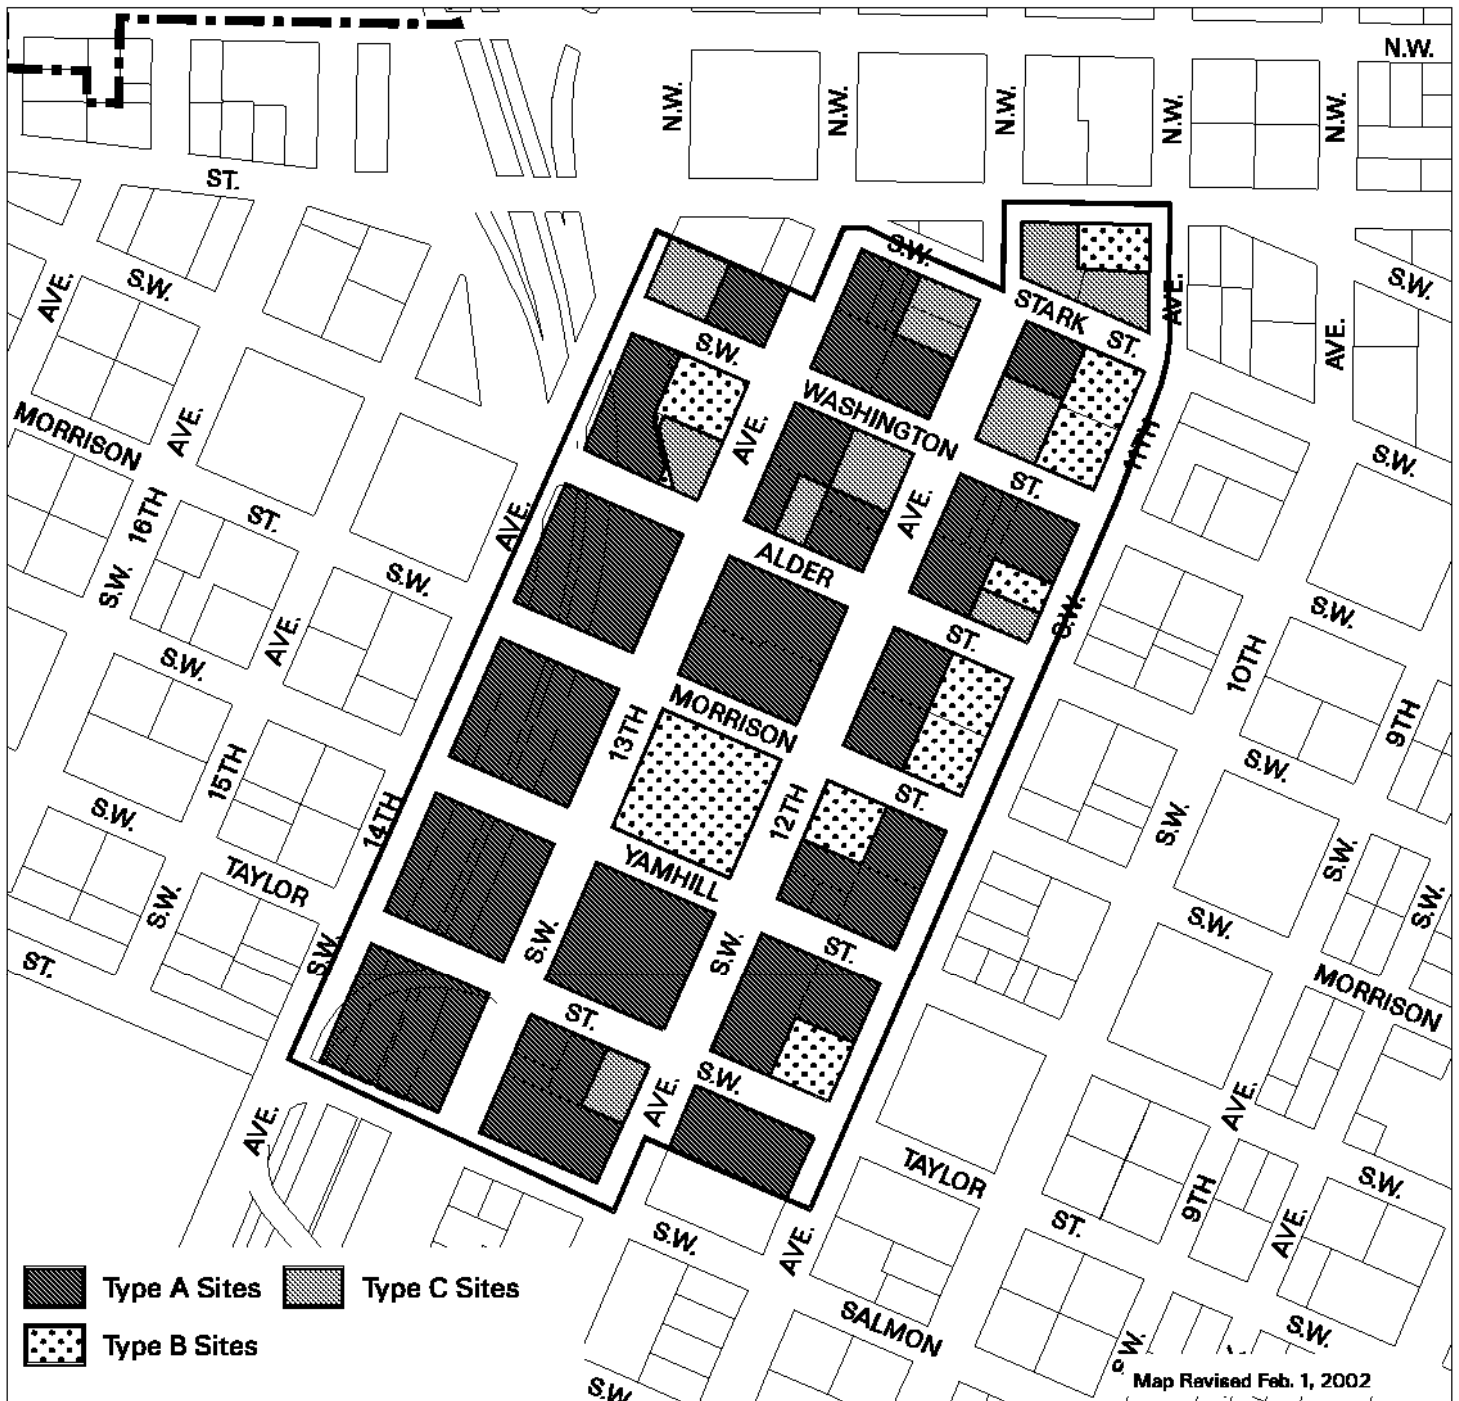 N.W.
N.W.
N.W.
N.W.
N.W.
N.W.
ST.
S.W.
S.W.
S.W.
AVE.
AVE.
STARK
ST.
AVE.
S.W.
MORRISON
AVE.
WASHINGTON
AVE.
11TH
S.W.
16TH
ST.
AVE.
AVE.
ST.
ALDER
S.W.
S.W.
S.W.
S.W.
AVE.
ST.
S.W.
10TH
MORRISON
13TH
9TH
15TH
S.W.
S.W.
14TH
12TH
ST.
S.W.
S.W.
TAYLOR
YAMHILL
S.W.
S.W.
S.W.
ST.
S.W.
S.W.
S.W.
ST.
MORRISON
ST.
S.W.
AVE.
AVE.
AVE.
TAYLOR
9TH
S.W.
S.W.
AVE.
ST.
AVE.
Type A Sites
Type C Sites
Type B Sites
SALMON
S.W.
S.W.
S.W.
Map Revised Feb. 1, 2002